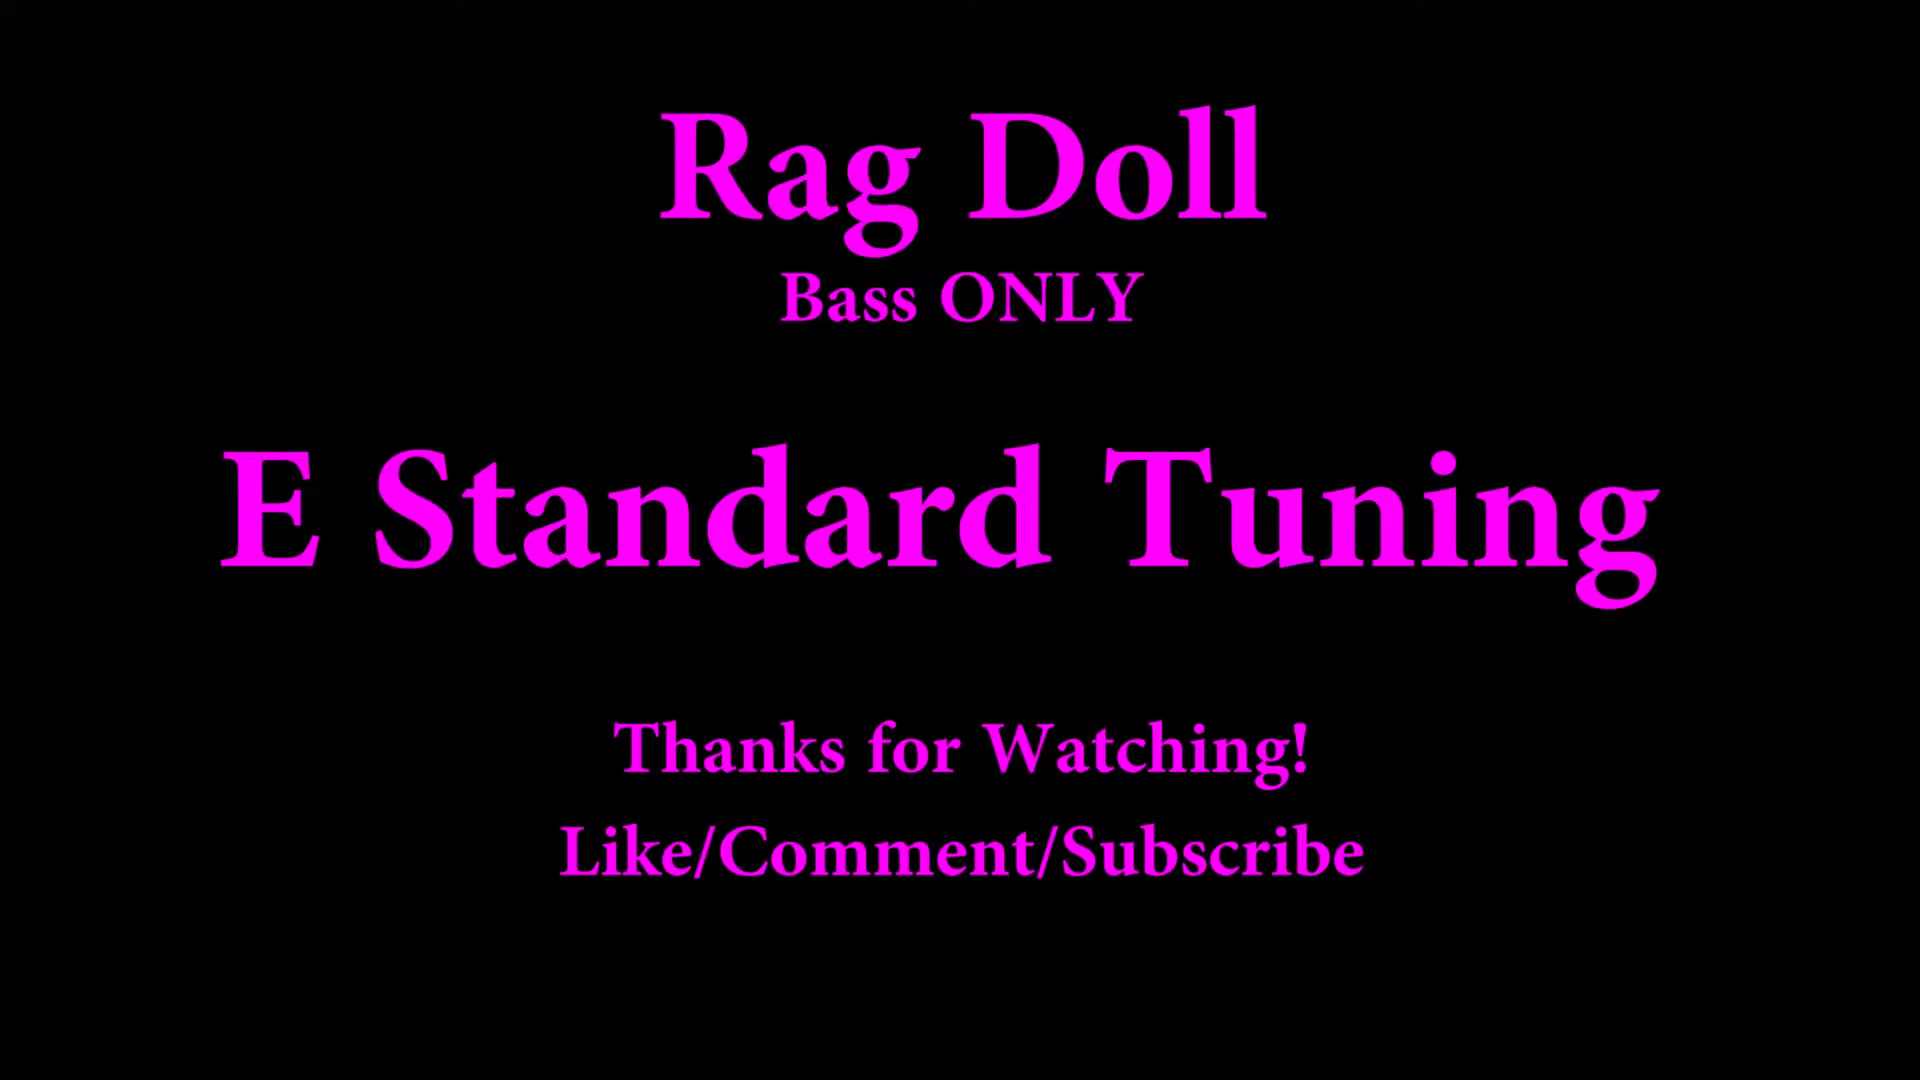 Rag Doll
Bass ONLY
E Standard Tuning
Thanks for Watching!
Like/Comment/Subscribe